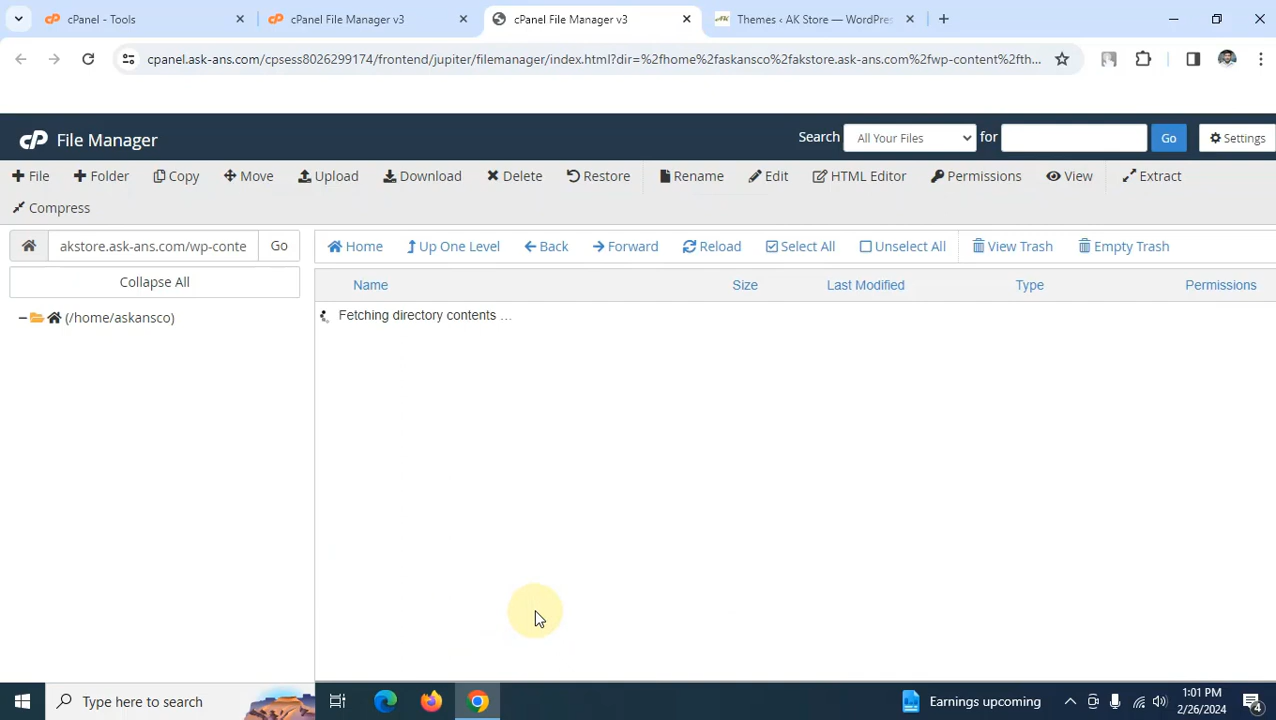 cPanel - Tools
cPanel File Manager v3
cPanel File Manager v3
Themes ‹ AK Store — WordPres
cpanel.ask-ans.com/cpsess8026299174/frontend/jupiter/filemanager/index.html?dir=%2fhome%2faskansco%2fakstore.ask-ans.com%2fwp-content%2fth...
cP File Manager
Search All Your Files for Go Settings
File Folder Copy Move Upload Download Delete Restore Rename Edit HTML Editor Permissions View Extract
Compress
akstore.ask-ans.com/wp-conte Go
Home Up One Level Back Forward Reload Select All Unselect All View Trash Empty Trash
Collapse All
Name Size Last Modified Type Permissions
(/home/askansco)
Fetching directory contents ...
Type here to search
Earnings upcoming
1:01 PM
2/26/2024
4